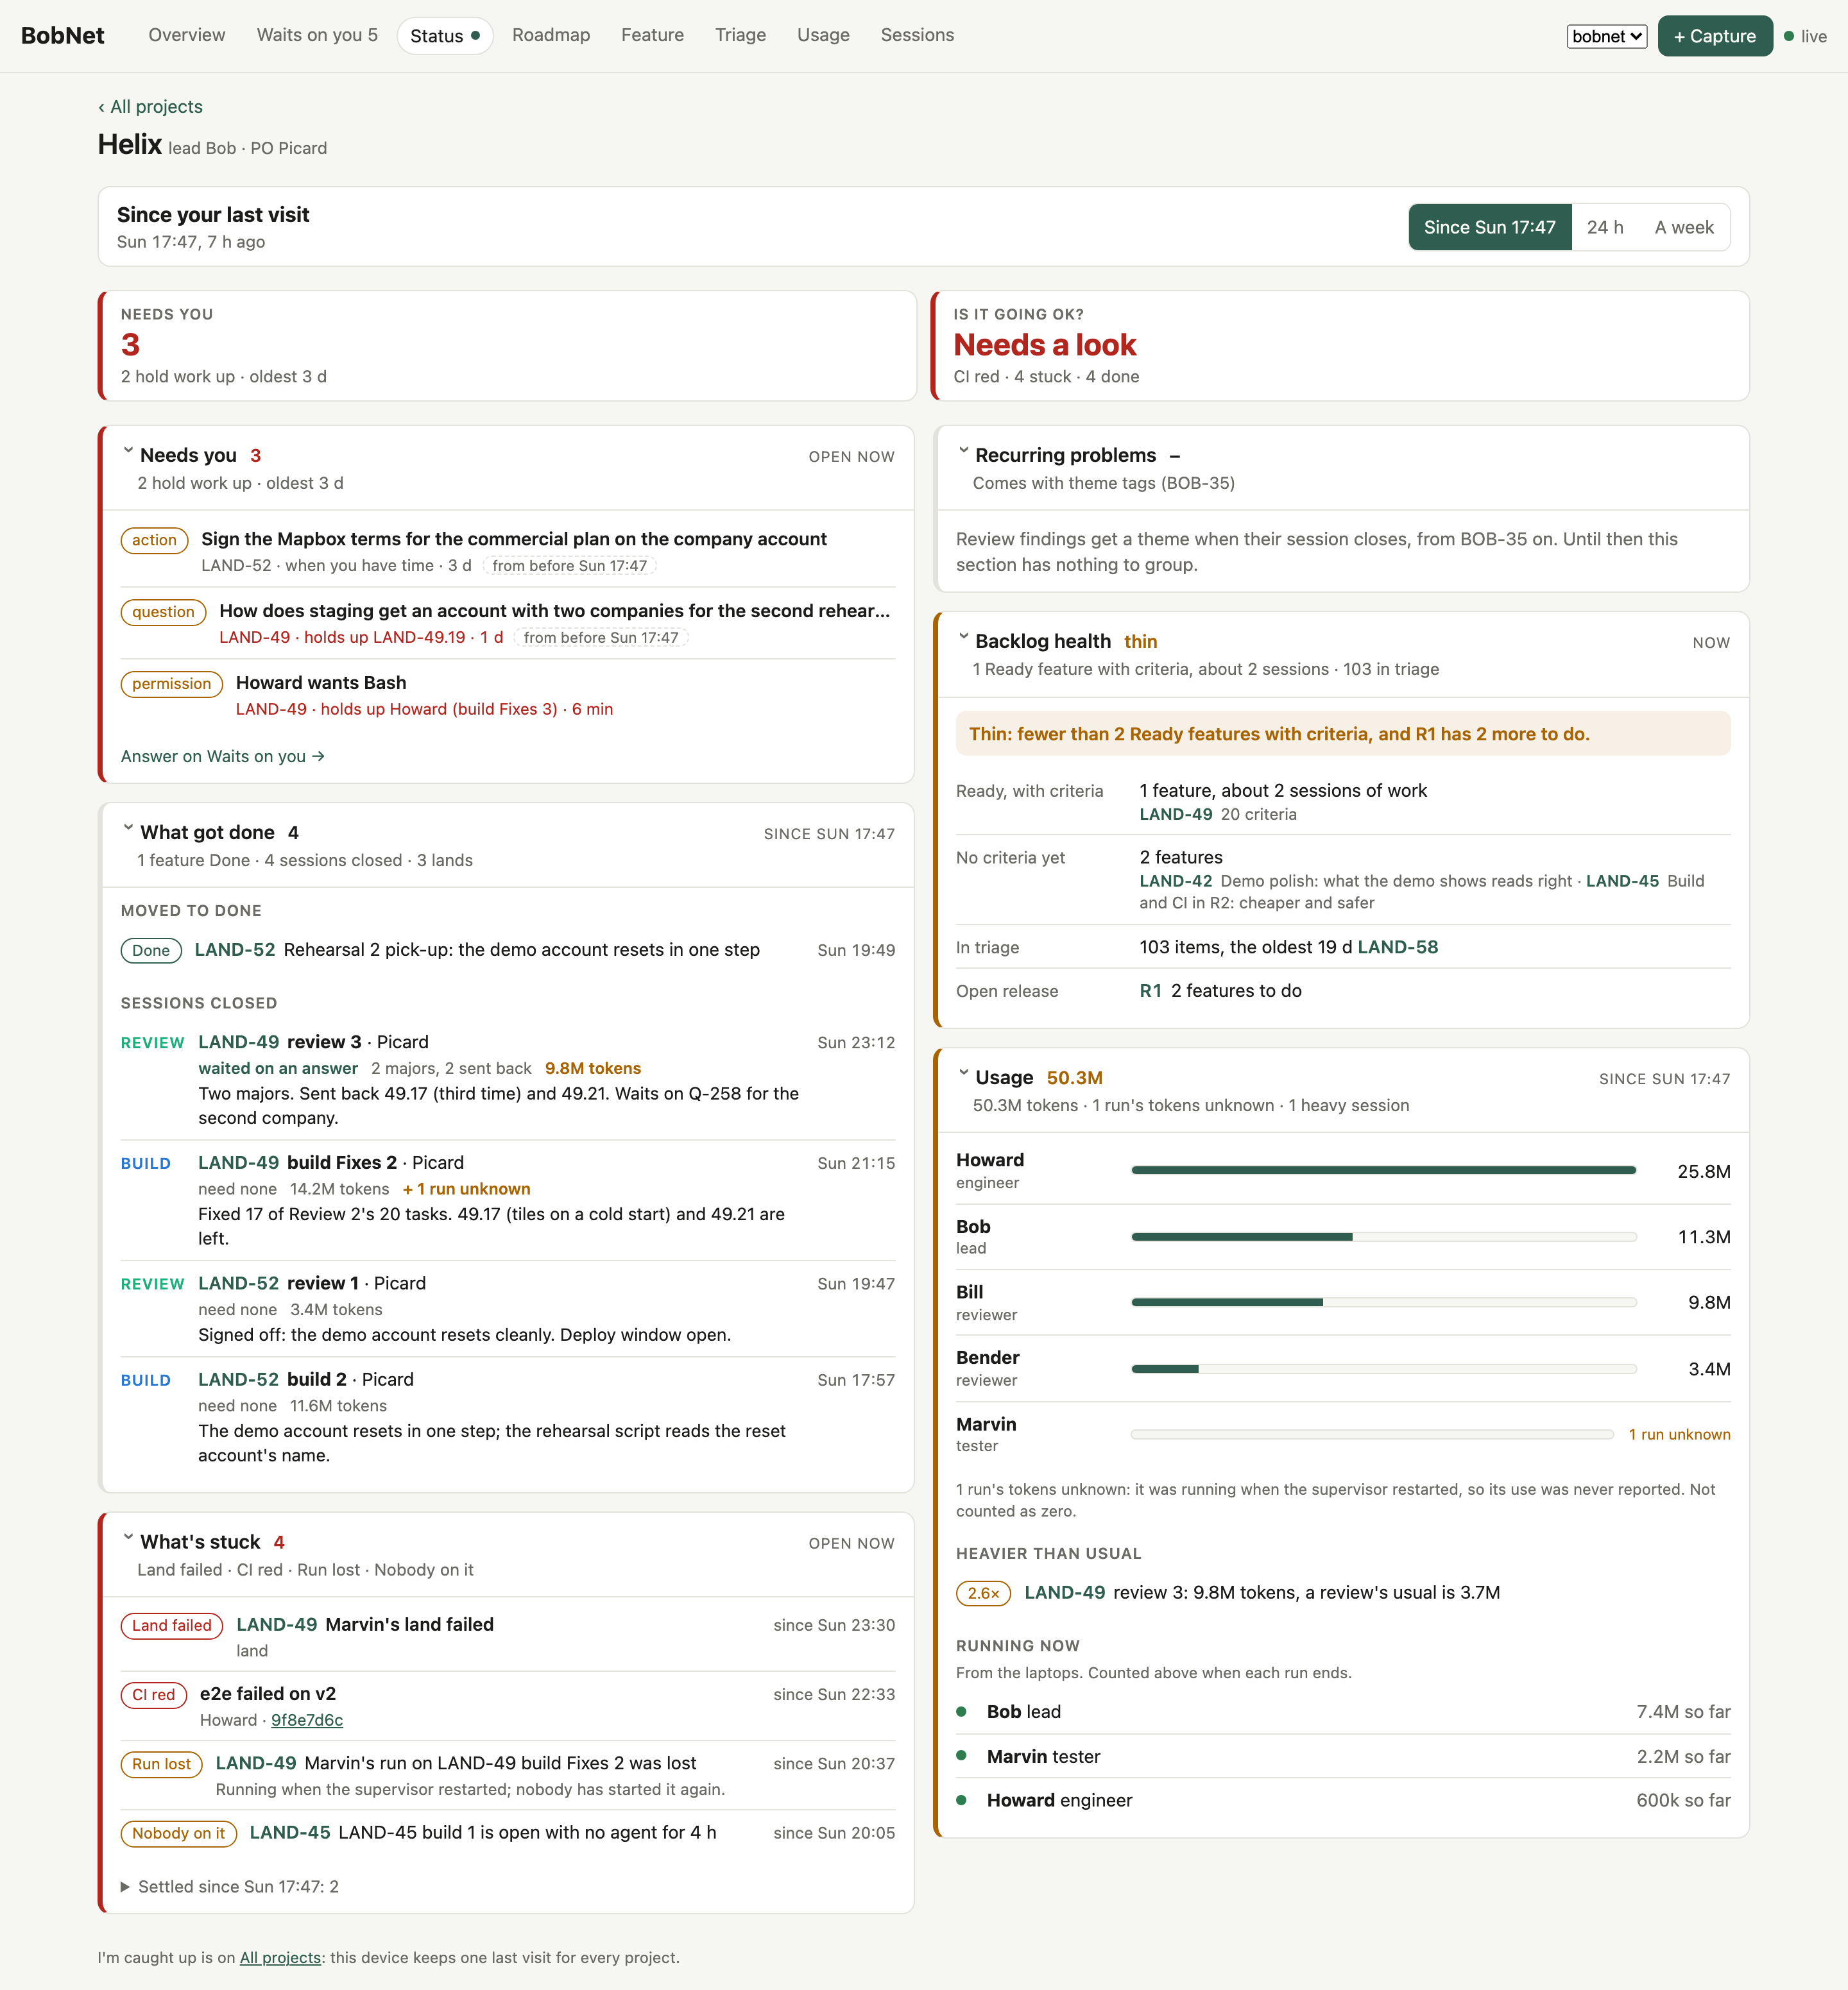 BobNet
Overview
Waits on you 5
Status
Roadmap
Feature
Triage
Usage
Sessions
bobnet
+ Capture
live
‹ All projects
Helix lead Bob · PO Picard
Since your last visit
Sun 17:47, 7 h ago
Since Sun 17:47
24 h
A week
NEEDS YOU
3
2 hold work up · oldest 3 d
IS IT GOING OK?
Needs a look
CI red · 4 stuck · 4 done
Needs you 3
OPEN NOW
2 hold work up · oldest 3 d
action
Sign the Mapbox terms for the commercial plan on the company account
LAND-52 · when you have time · 3 d from before Sun 17:47
question
How does staging get an account with two companies for the second rehear…
LAND-49 · holds up LAND-49.19 · 1 d from before Sun 17:47
permission
Howard wants Bash
LAND-49 · holds up Howard (build Fixes 3) · 6 min
Answer on Waits on you →
What got done 4
SINCE SUN 17:47
1 feature Done · 4 sessions closed · 3 lands
MOVED TO DONE
Done LAND-52 Rehearsal 2 pick-up: the demo account resets in one step Sun 19:49
SESSIONS CLOSED
REVIEW LAND-49 review 3 · Picard Sun 23:12
waited on an answer 2 majors, 2 sent back 9.8M tokens
Two majors. Sent back 49.17 (third time) and 49.21. Waits on Q-258 for the
second company.
BUILD LAND-49 build Fixes 2 · Picard Sun 21:15
need none 14.2M tokens + 1 run unknown
Fixed 17 of Review 2's 20 tasks. 49.17 (tiles on a cold start) and 49.21 are
left.
REVIEW LAND-52 review 1 · Picard Sun 19:47
need none 3.4M tokens
Signed off: the demo account resets cleanly. Deploy window open.
BUILD LAND-52 build 2 · Picard Sun 17:57
need none 11.6M tokens
The demo account resets in one step; the rehearsal script reads the reset
account's name.
What's stuck 4
OPEN NOW
Land failed · CI red · Run lost · Nobody on it
Land failed LAND-49 Marvin's land failed since Sun 23:30
land
CI red e2e failed on v2 since Sun 22:33
Howard · 9f8e7d6c
Run lost LAND-49 Marvin's run on LAND-49 build Fixes 2 was lost since Sun 20:37
Running when the supervisor restarted; nobody has started it again.
Nobody on it LAND-45 LAND-45 build 1 is open with no agent for 4 h since Sun 20:05
Settled since Sun 17:47: 2
Recurring problems –
Comes with theme tags (BOB-35)
Review findings get a theme when their session closes, from BOB-35 on. Until then this
section has nothing to group.
Backlog health thin
NOW
1 Ready feature with criteria, about 2 sessions · 103 in triage
Thin: fewer than 2 Ready features with criteria, and R1 has 2 more to do.
Ready, with criteria 1 feature, about 2 sessions of work
LAND-49 20 criteria
No criteria yet 2 features
LAND-42 Demo polish: what the demo shows reads right · LAND-45 Build
and CI in R2: cheaper and safer
In triage 103 items, the oldest 19 d LAND-58
Open release R1 2 features to do
Usage 50.3M
SINCE SUN 17:47
50.3M tokens · 1 run's tokens unknown · 1 heavy session
Howard
engineer
25.8M
Bob
lead
11.3M
Bill
reviewer
9.8M
Bender
reviewer
3.4M
Marvin
tester
1 run unknown
1 run's tokens unknown: it was running when the supervisor restarted, so its use was never reported. Not
counted as zero.
HEAVIER THAN USUAL
2.6× LAND-49 review 3: 9.8M tokens, a review's usual is 3.7M
RUNNING NOW
From the laptops. Counted above when each run ends.
Bob lead 7.4M so far
Marvin tester 2.2M so far
Howard engineer 600k so far
I'm caught up is on All projects: this device keeps one last visit for every project.